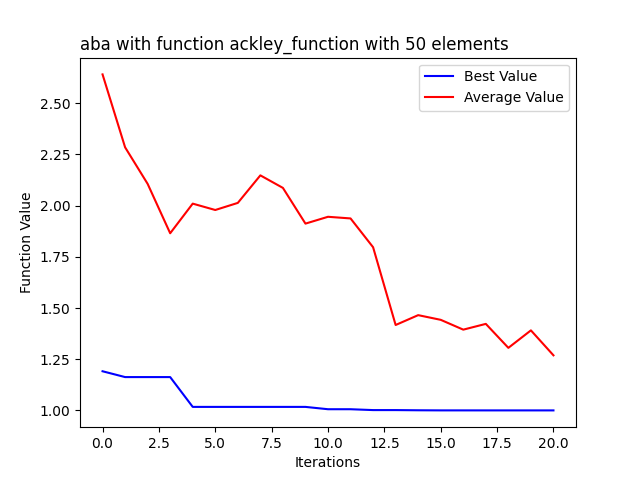 aba with function ackley_function with 50 elements
Best Value
Average Value
Function Value
2.50
2.25
2.00
1.75
1.50
1.25
1.00
0.0 2.5 5.0 7.5 10.0 12.5 15.0 17.5 20.0
Iterations